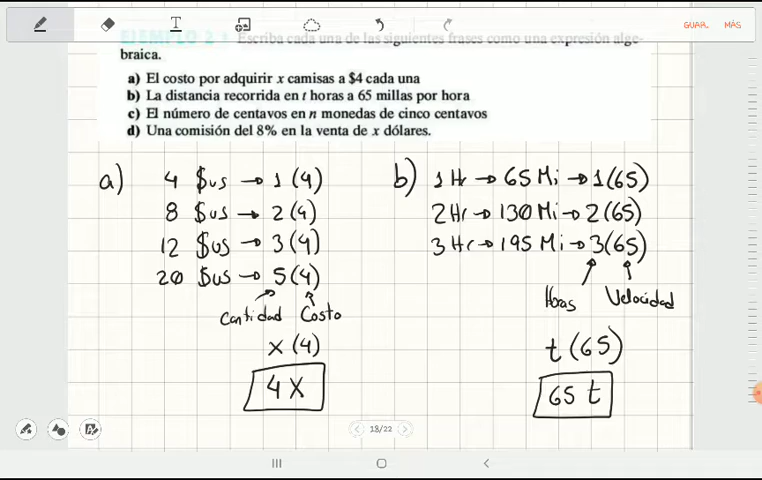 T
GUAR. MÁS
EJEMPLO 2 Escriba cada una de las siguientes frases como una expresión alge-
braica.
a) El costo por adquirir x camisas a $4 cada una
b) La distancia recorrida en t horas a 65 millas por hora
c) El número de centavos en n monedas de cinco centavos
d) Una comisión del 8% en la venta de x dólares.
a) 4 $us → 1 (4)
8 $us → 2 (4)
12 $us → 3 (4)
20 $us → 5 (4)
Cantidad Costo
x (4)
4 X
b) 1 Hr → 65 Mi → 1 (65)
2 Hr → 130 Mi → 2 (65)
3 Hr → 195 Mi → 3 (65)
Horas Velocidad
t (65)
65 t
18/22